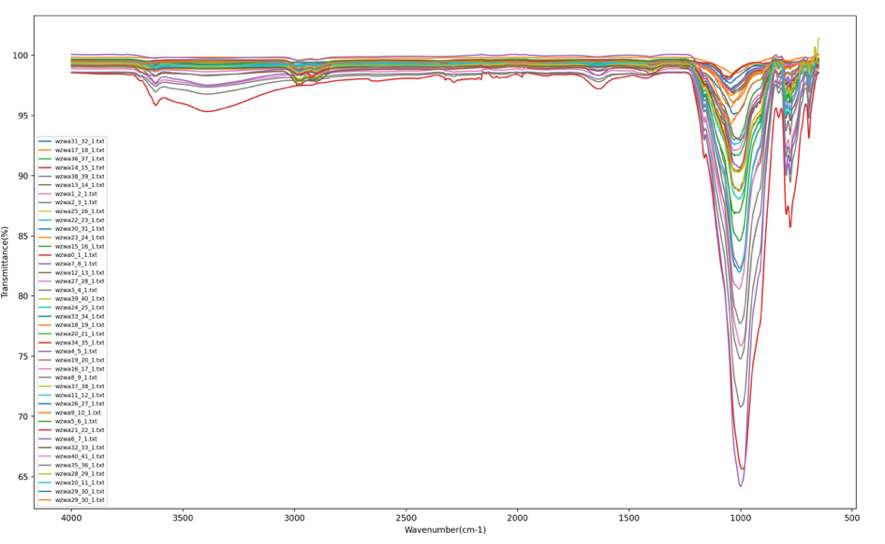 Transmittance(%)
100
95
90
85
80
75
70
65
wzwa31_32_1.txt
wzwa17_18_1.txt
wzwa36_37_1.txt
wzwa14_15_1.txt
wzwa38_39_1.txt
wzwa13_14_1.txt
wzwa1_2_1.txt
wzwa2_3_1.txt
wzwa25_26_1.txt
wzwa22_23_1.txt
wzwa30_31_1.txt
wzwa23_24_1.txt
wzwa15_16_1.txt
wzwa0_1_1.txt
wzwa7_8_1.txt
wzwa12_13_1.txt
wzwa27_28_1.txt
wzwa3_4_1.txt
wzwa39_40_1.txt
wzwa24_25_1.txt
wzwa33_34_1.txt
wzwa18_19_1.txt
wzwa20_21_1.txt
wzwa34_35_1.txt
wzwa4_5_1.txt
wzwa19_20_1.txt
wzwa16_17_1.txt
wzwa8_9_1.txt
wzwa37_38_1.txt
wzwa11_12_1.txt
wzwa26_27_1.txt
wzwa9_10_1.txt
wzwa5_6_1.txt
wzwa21_22_1.txt
wzwa6_7_1.txt
wzwa32_33_1.txt
wzwa40_41_1.txt
wzwa35_36_1.txt
wzwa28_29_1.txt
wzwa10_11_1.txt
wzwa29_30_1.txt
wzwa29_30_1.txt
4000 3500 3000 2500 2000 1500 1000 500
Wavenumber(cm-1)